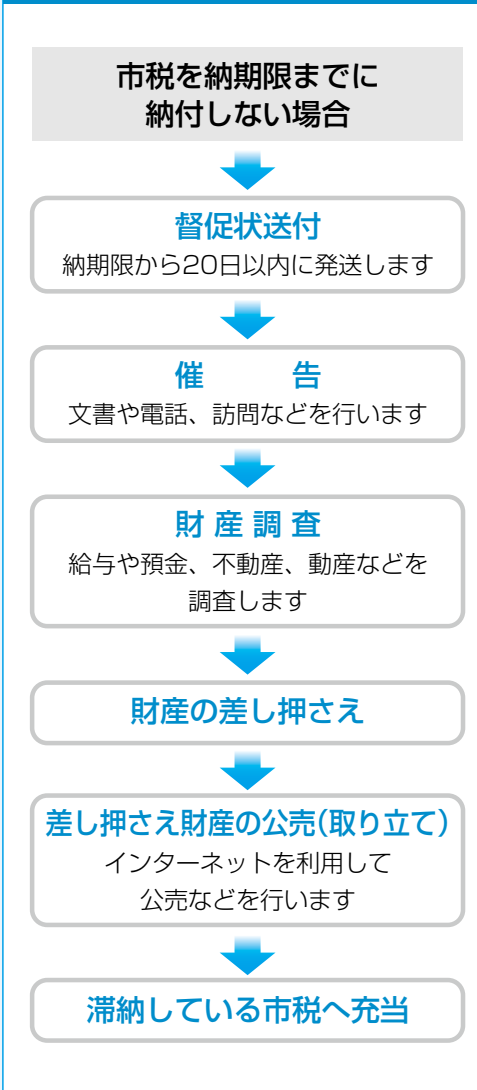 市税を納期限までに
納付しない場合
督促状送付
納期限から20日以内に発送します
催　　告
文書や電話、訪問などを行います
財産調査
給与や預金、不動産、動産などを
調査します
財産の差し押さえ
差し押さえ財産の公売（取り立て）
インターネットを利用して
公売などを行います
滞納している市税へ充当